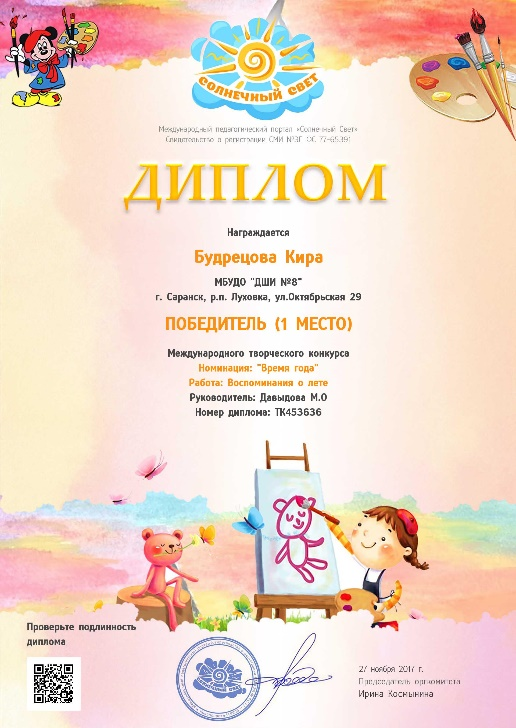 СОЛНЕЧНЫЙ СВЕТ
Международный педагогический портал «Солнечный Свет»
Свидетельство о регистрации СМИ №ЭЛ ФС 77-65391
ДИПЛОМ
Награждается
Будрецова Кира
МБУДО "ДШИ №8"
г. Саранск, р.п. Луховка, ул.Октябрьская 29
ПОБЕДИТЕЛЬ (1 МЕСТО)
Международного творческого конкурса
Номинация: "Время года"
Работа: Воспоминания о лете
Руководитель: Давыдова М.О
Номер диплома: ТК453636
Проверьте подлинность
диплома
27 ноября 2017 г.
Председатель оргкомитета
Ирина Космынина